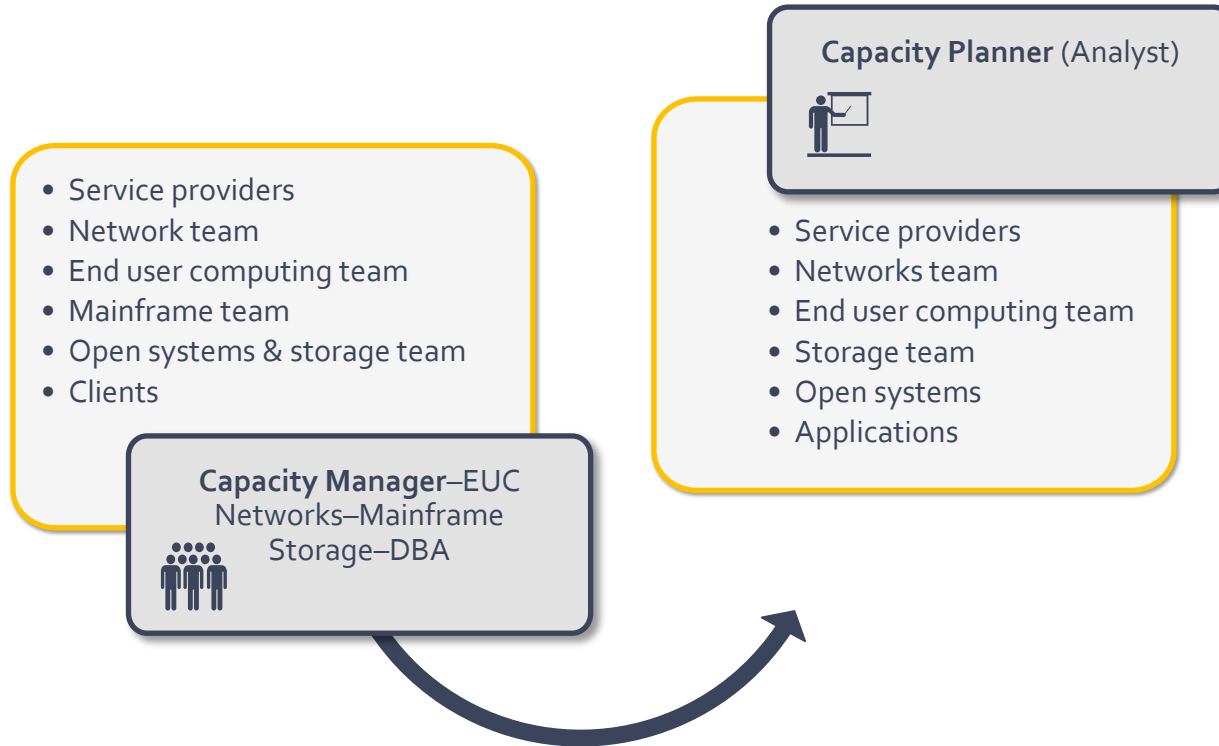 • Service providers
• Network team
• End user computing team
• Mainframe team
• Open systems & storage team
• Clients
Capacity Manager–EUC
Networks–Mainframe
Storage–DBA
Capacity Planner (Analyst)
• Service providers
• Networks team
• End user computing team
• Storage team
• Open systems
• Applications